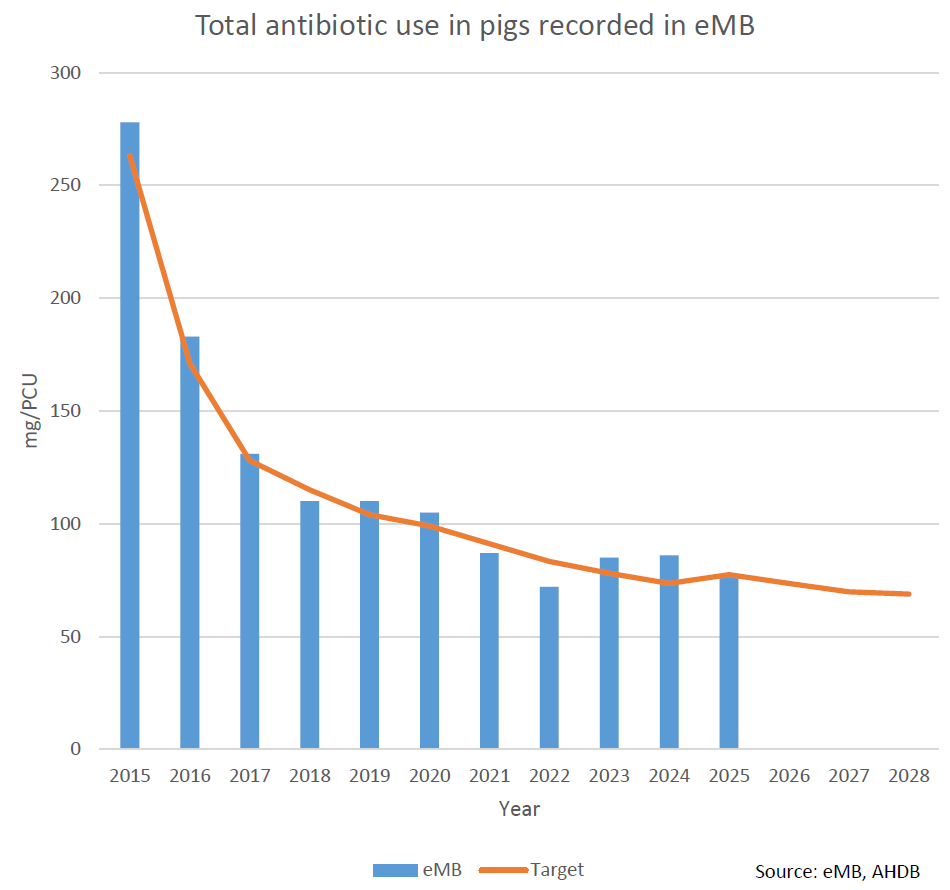 Total antibiotic use in pigs recorded in eMB
300
250
200
150
100
50
0
mg/PCU
2015 2016 2017 2018 2019 2020 2021 2022 2023 2024 2025 2026 2027 2028
Year
eMB Target
Source: eMB, AHDB